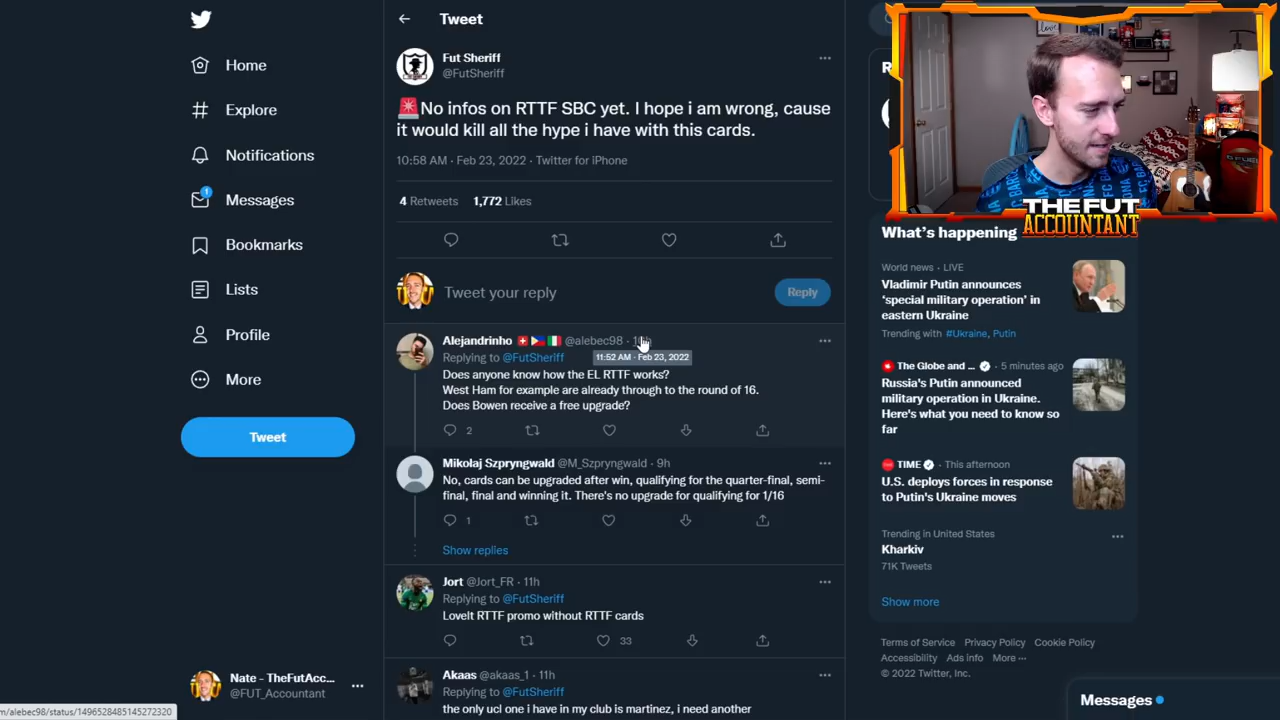 Tweet
Home
Explore
Notifications
1
Messages
Bookmarks
Lists
Profile
More
Tweet
Nate - TheFutAcc...
@FUT_Accountant
m/alebec98/status/1496528485145272320
Fut Sheriff
@FutSheriff
🚨No infos on RTTF SBC yet. I hope i am wrong, cause
it would kill all the hype i have with this cards.
10:58 AM · Feb 23, 2022 · Twitter for iPhone
4 Retweets 1,772 Likes
Tweet your reply
Reply
Alejandrinho 🇨🇭🇵🇭🇮🇹 @alebec98 ·
Replying to @FutSheriff
11:52 AM · Feb 23, 2022
Does anyone know how the EL RTTF works?
West Ham for example are already through to the round of 16.
Does Bowen receive a free upgrade?
2
Mikołaj Szpryngwald @M_Szpryngwald · 9h
No, cards can be upgraded after win, qualifying for the quarter-final, semi-
final, final and winning it. There's no upgrade for qualifying for 1/16
1
Show replies
Jort @Jort_FR · 11h
Replying to @FutSheriff
LoveIt RTTF promo without RTTF cards
33
Akaas @akaas_1 · 11h
Replying to @FutSheriff
the only ucl one i have in my club is martinez, i need another
R
THE FUT
ACCOUNTANT
What's happening
World news · LIVE
Vladimir Putin announces
'special military operation' in
eastern Ukraine
Trending with #Ukraine, Putin
The Globe and ... · 5 minutes ago
Russia's Putin announced
military operation in Ukraine.
Here's what you need to know so
far
TIME · This afternoon
U.S. deploys forces in response
to Putin's Ukraine moves
Trending in United States
Kharkiv
71K Tweets
Show more
Terms of Service Privacy Policy Cookie Policy
Accessibility Ads info More ···
© 2022 Twitter, Inc.
Messages